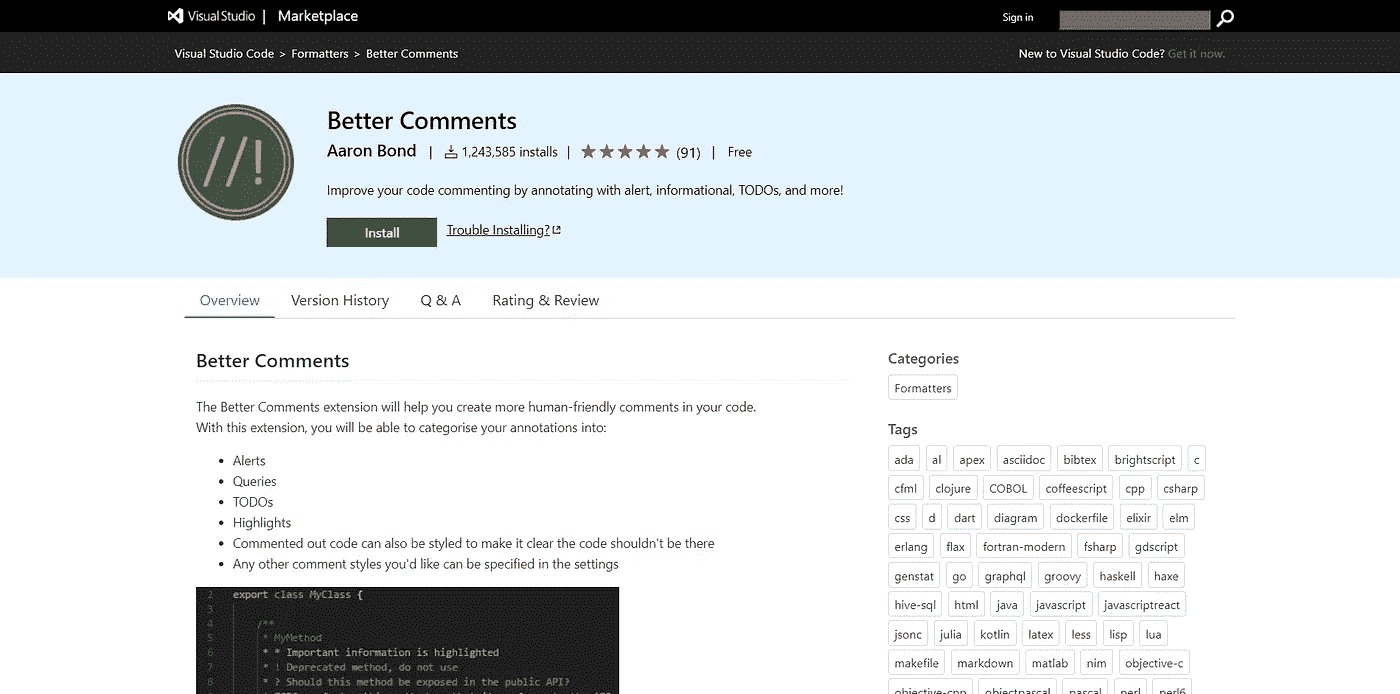 Visual Studio | Marketplace
Sign in
Visual Studio Code > Formatters > Better Comments
New to Visual Studio Code? Get it now.
//!
Better Comments
Aaron Bond | 1,243,585 installs | ★★★★★ (91) | Free
Improve your code commenting by annotating with alert, informational, TODOs, and more!
Install Trouble Installing?
Overview Version History Q & A Rating & Review
Better Comments
The Better Comments extension will help you create more human-friendly comments in your code.
With this extension, you will be able to categorise your annotations into:
• Alerts
• Queries
• TODOs
• Highlights
• Commented out code can also be styled to make it clear the code shouldn't be there
• Any other comment styles you'd like can be specified in the settings
2 export class MyClass {
3
4 /**
5 * MyMethod
6 * * Important information is highlighted
7 * ! Deprecated method, do not use
8 * ? Should this method be exposed in the public API?
Categories
Formatters
Tags
ada al apex asciidoc bibtex brightscript c
cfml clojure COBOL coffeescript cpp csharp
css d dart diagram dockerfile elixir elm
erlang flax fortran-modern fsharp gdscript
genstat go graphql groovy haskell haxe
hive-sql html java javascript javascriptreact
jsonc julia kotlin latex less lisp lua
makefile markdown matlab nim objective-c
objective-cpp objectpascal pascal perl perl6